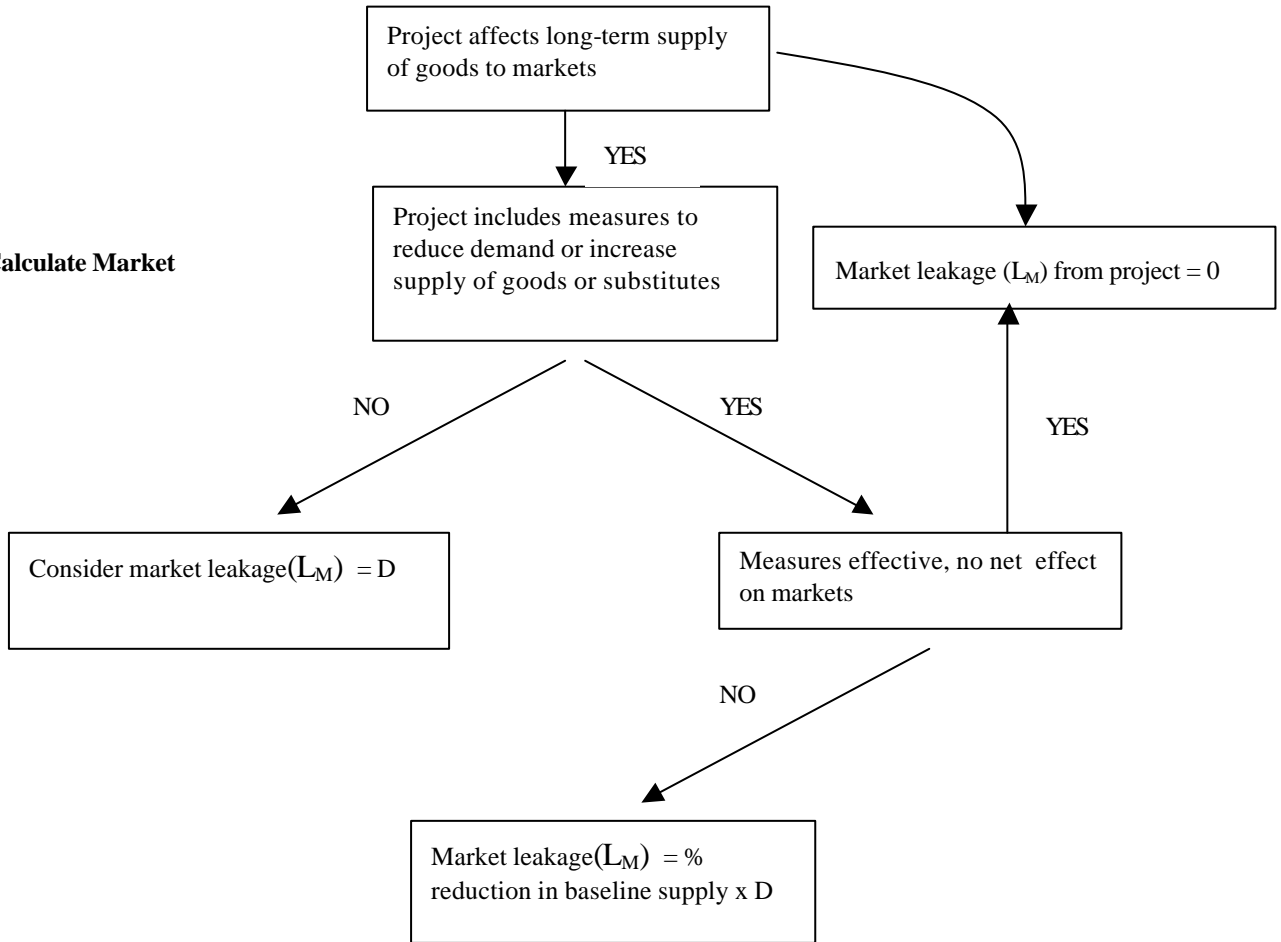 Project affects long-term supply
of goods to markets
YES
Project includes measures to
reduce demand or increase
supply of goods or substitutes
alculate Market
Market leakage (LM) from project = 0
NO
YES
YES
Consider market leakage(LM) = D
Measures effective, no net effect
on markets
NO
Market leakage(LM) = %
reduction in baseline supply x D